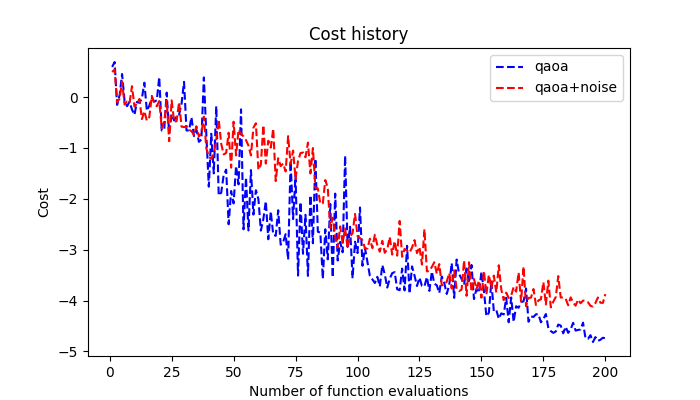 Cost history
qaoa
qaoa+noise
Cost
0
−1
−2
−3
−4
−5
0 25 50 75 100 125 150 175 200
Number of function evaluations